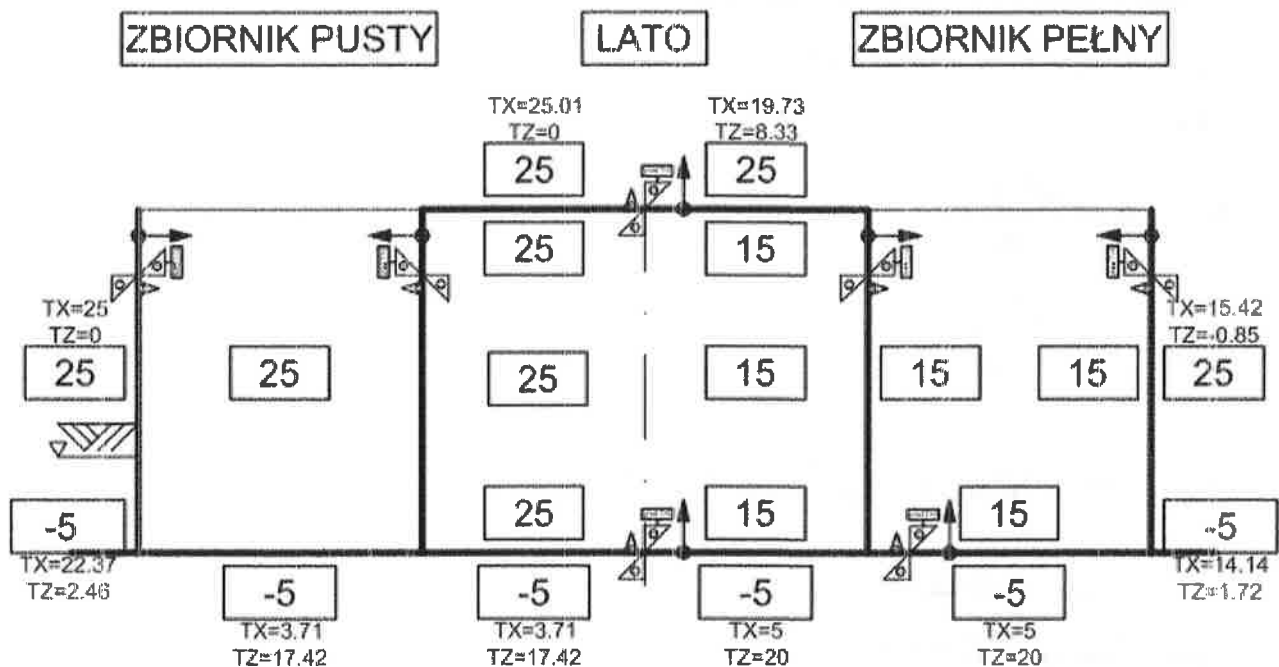 ZBIORNIK PUSTY LATO ZBIORNIK PEŁNY
TX=25.01 TX=19.73
TZ=0 TZ=8.33
25 25
25 15
TX=25 TX=15.42
TZ=0 TZ=-0.85
25 25 25 15 15 15 25
25 15 15
-5 -5
TX=22.37 TX=14.14
TZ=2.46 TZ=1.72
-5 -5 -5 -5
TX=3.71 TX=3.71 TX=5 TX=5
TZ=17.42 TZ=17.42 TZ=20 TZ=20